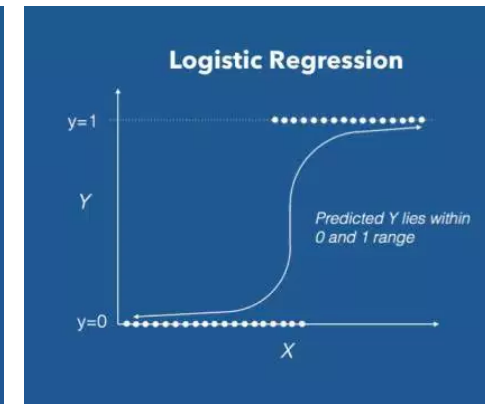 Logistic Regression
y=1
Y
Predicted Y lies within
0 and 1 range
y=0
X